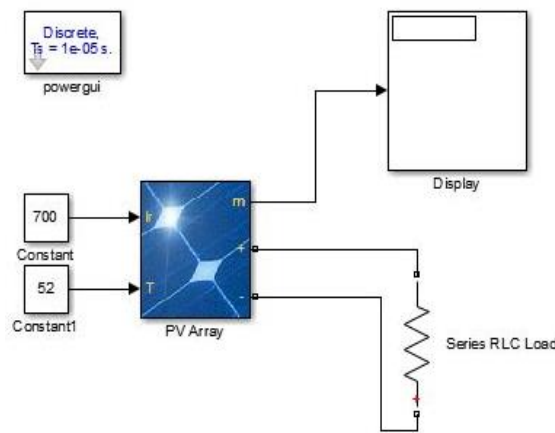 Discrete,
Ts = 1e-05 s.
powergui
Display
700
Constant
52
Constant1
Ir
T
m
+
-
PV Array
Series RLC Load
+